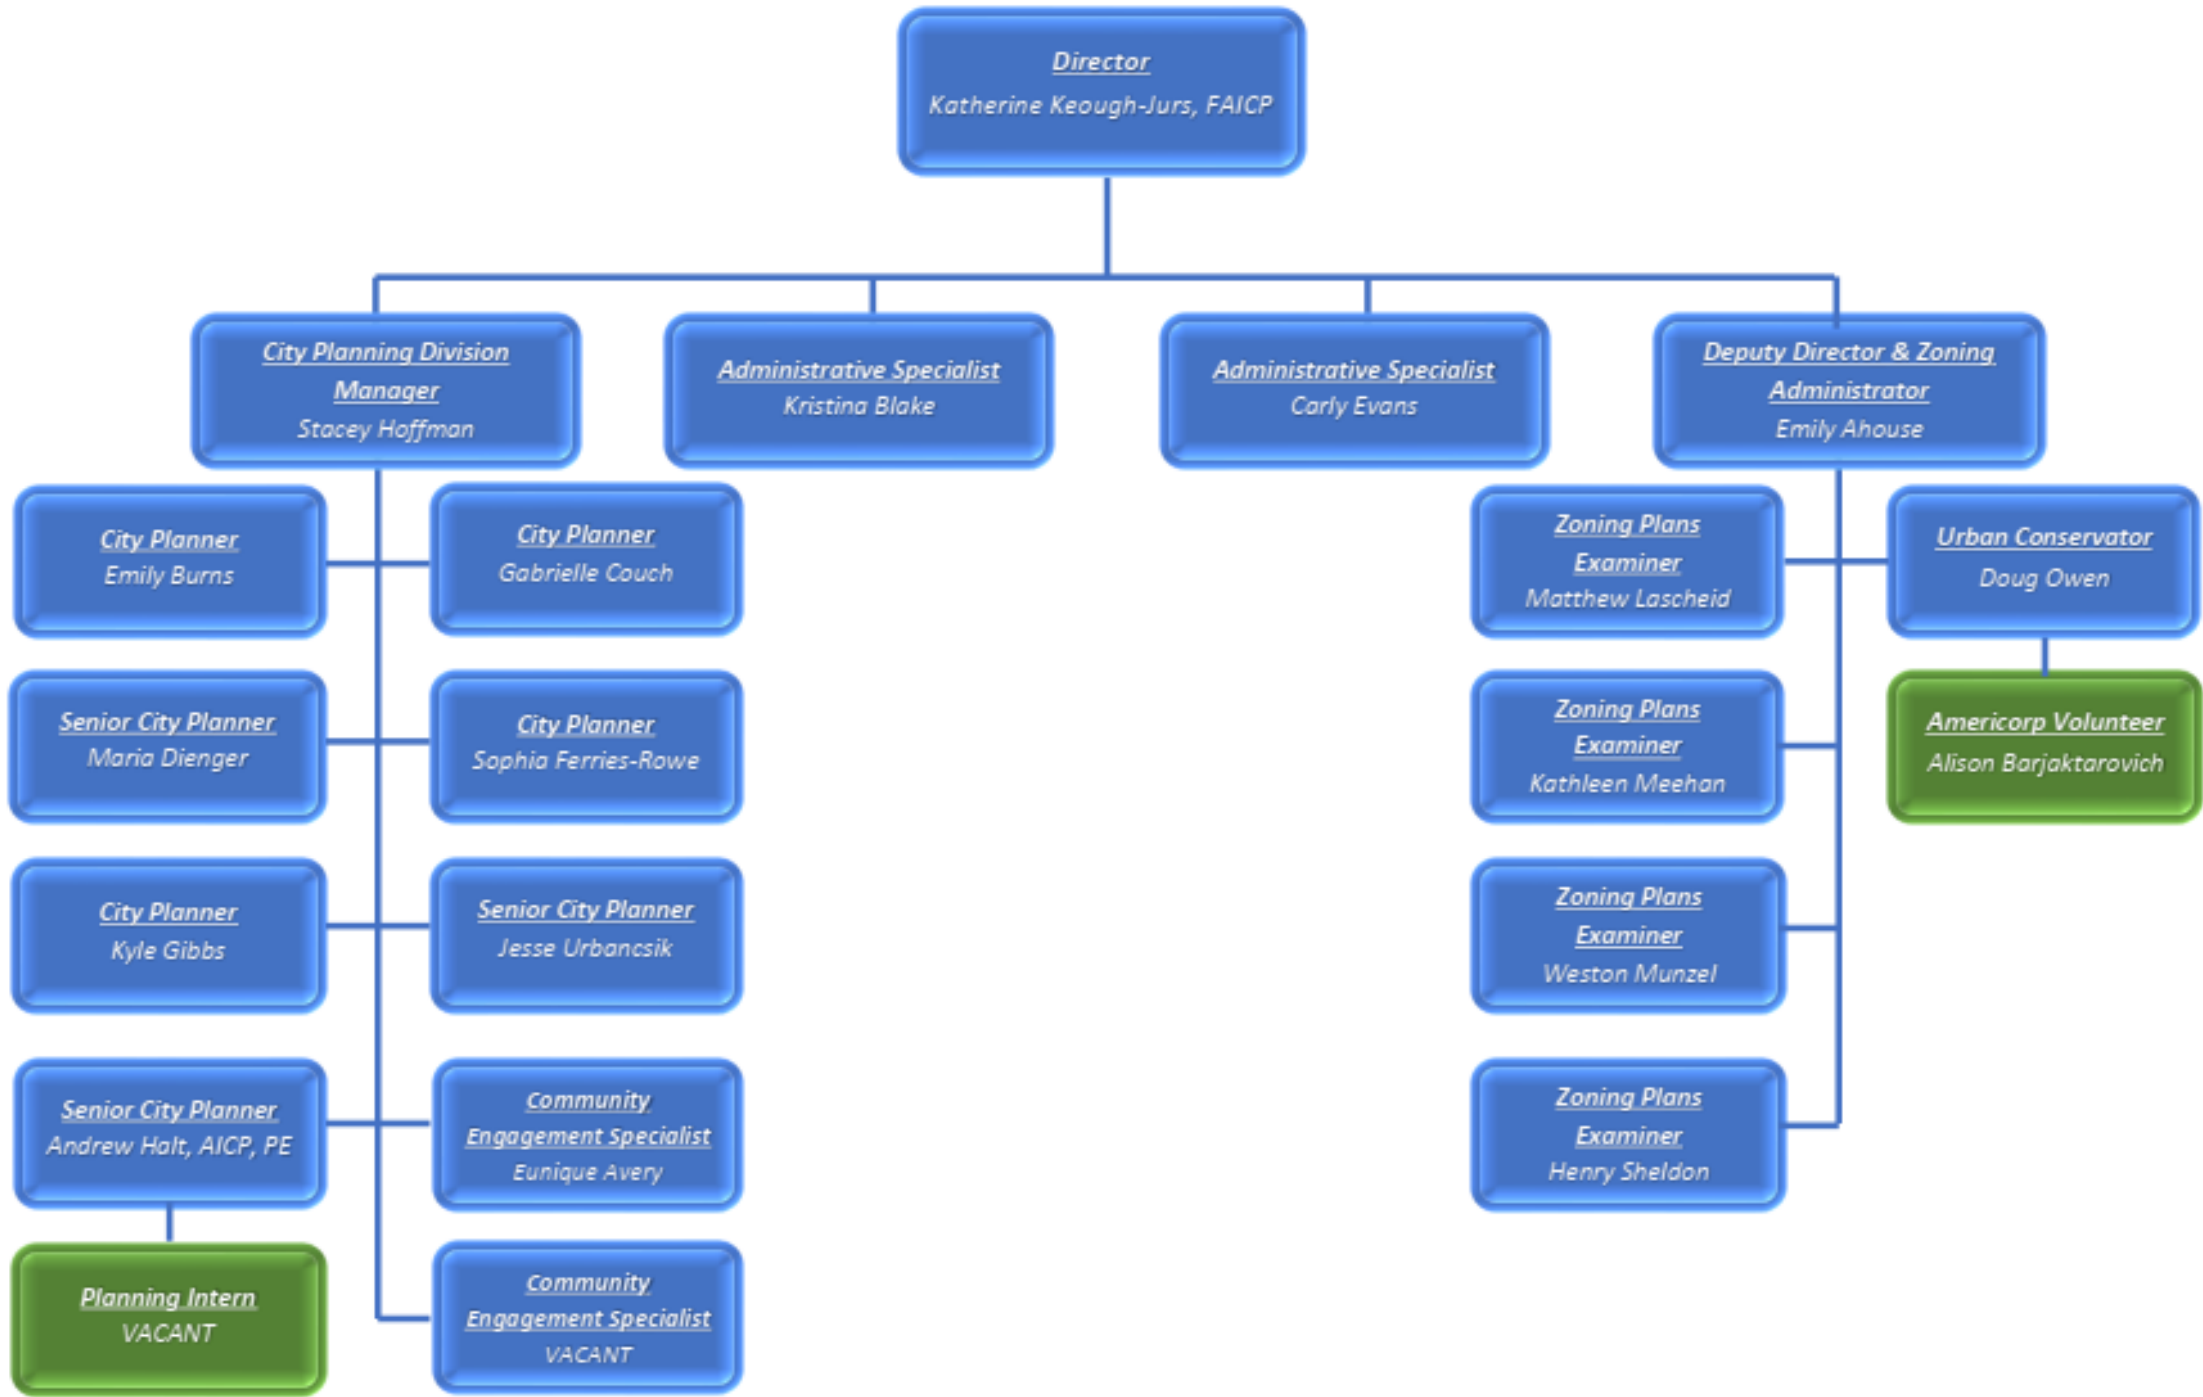 Director
Katherine Keough-Jurs, FAICP
City Planning Division
Manager
Stacey Hoffman
Administrative Specialist
Kristina Blake
Administrative Specialist
Carly Evans
Deputy Director & Zoning
Administrator
Emily Ahouse
City Planner
Emily Burns
City Planner
Gabrielle Couch
Zoning Plans
Examiner
Matthew Lascheid
Urban Conservator
Doug Owen
Senior City Planner
Maria Dienger
City Planner
Sophia Ferries-Rowe
Zoning Plans
Examiner
Kathleen Meehan
Americorp Volunteer
Alison Barjaktarovich
City Planner
Kyle Gibbs
Senior City Planner
Jesse Urbancsik
Zoning Plans
Examiner
Weston Munzel
Senior City Planner
Andrew Halt, AICP, PE
Community
Engagement Specialist
Eunique Avery
Zoning Plans
Examiner
Henry Sheldon
Planning Intern
VACANT
Community
Engagement Specialist
VACANT